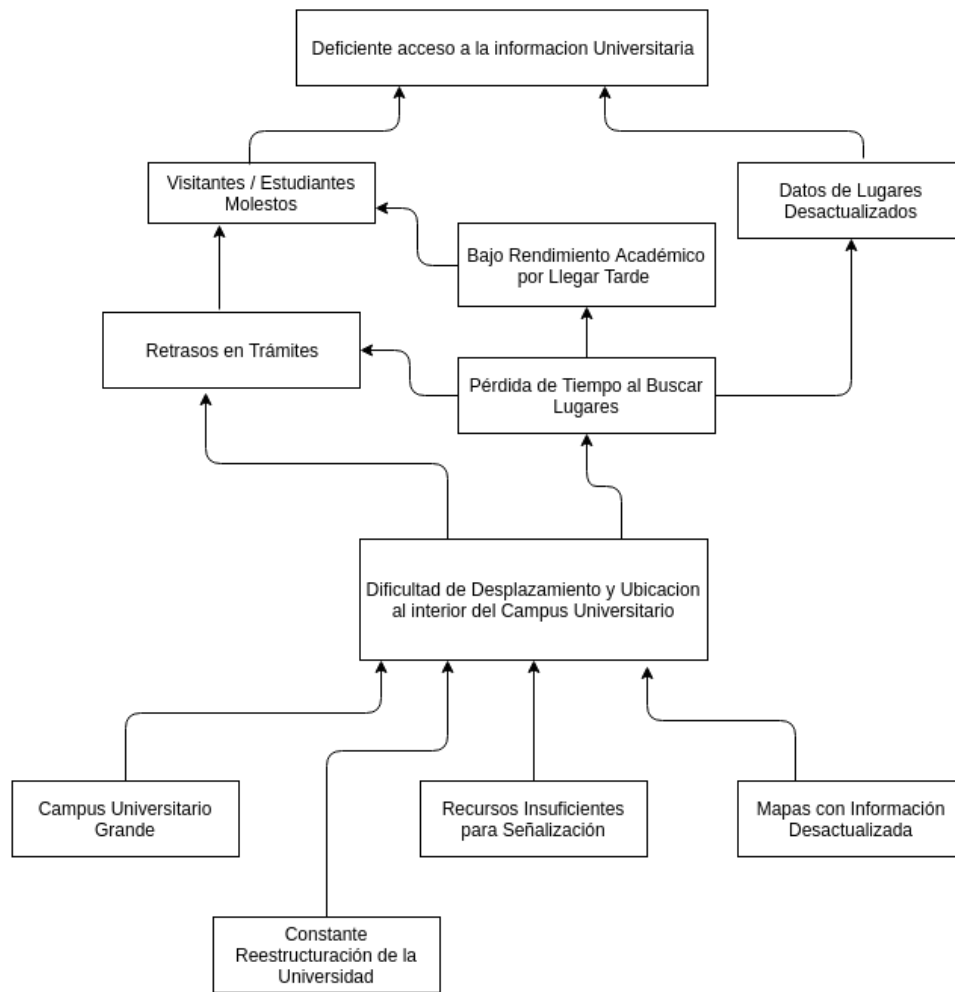 Deficiente acceso a la informacion Universitaria
Visitantes / Estudiantes
Molestos
Datos de Lugares
Desactualizados
Bajo Rendimiento Académico
por Llegar Tarde
Retrasos en Trámites
Pérdida de Tiempo al Buscar
Lugares
Dificultad de Desplazamiento y Ubicacion
al interior del Campus Universitario
Campus Universitario
Grande
Recursos Insuficientes
para Señalización
Mapas con Información
Desactualizada
Constante
Reestructuración de la
Universidad